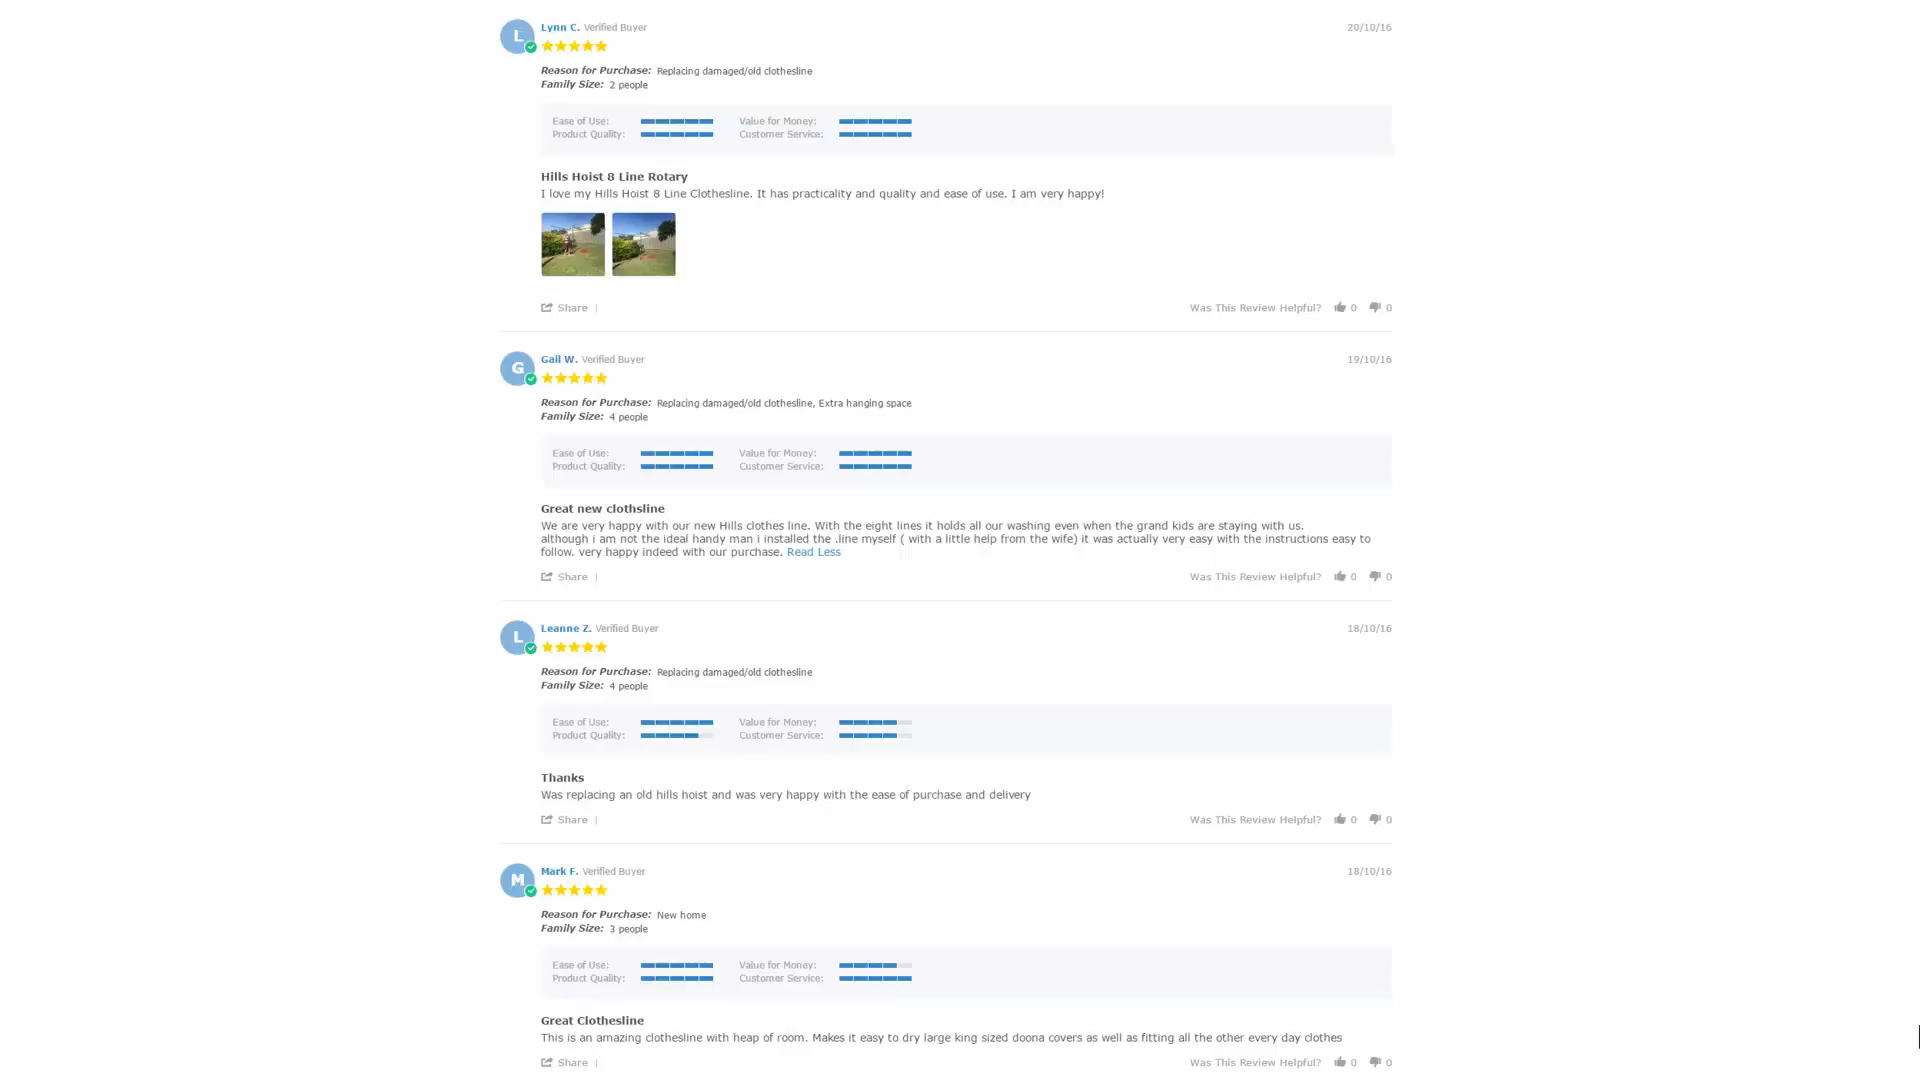 L
Lynn C. Verified Buyer 20/10/16
Reason for Purchase: Replacing damaged/old clothesline
Family Size: 2 people
Ease of Use: Value for Money:
Product Quality: Customer Service:
Hills Hoist 8 Line Rotary
I love my Hills Hoist 8 Line Clothesline. It has practicality and quality and ease of use. I am very happy!
Share | Was This Review Helpful? 0 0
G
Gail W. Verified Buyer 19/10/16
Reason for Purchase: Replacing damaged/old clothesline, Extra hanging space
Family Size: 4 people
Ease of Use: Value for Money:
Product Quality: Customer Service:
Great new clothsline
We are very happy with our new Hills clothes line. With the eight lines it holds all our washing even when the grand kids are staying with us.
although i am not the ideal handy man i installed the .line myself ( with a little help from the wife) it was actually very easy with the instructions easy to
follow. very happy indeed with our purchase. Read Less
Share | Was This Review Helpful? 0 0
L
Leanne Z. Verified Buyer 18/10/16
Reason for Purchase: Replacing damaged/old clothesline
Family Size: 4 people
Ease of Use: Value for Money:
Product Quality: Customer Service:
Thanks
Was replacing an old hills hoist and was very happy with the ease of purchase and delivery
Share | Was This Review Helpful? 0 0
M
Mark F. Verified Buyer 18/10/16
Reason for Purchase: New home
Family Size: 3 people
Ease of Use: Value for Money:
Product Quality: Customer Service:
Great Clothesline
This is an amazing clothesline with heap of room. Makes it easy to dry large king sized doona covers as well as fitting all the other every day clothes
Share | Was This Review Helpful? 0 0